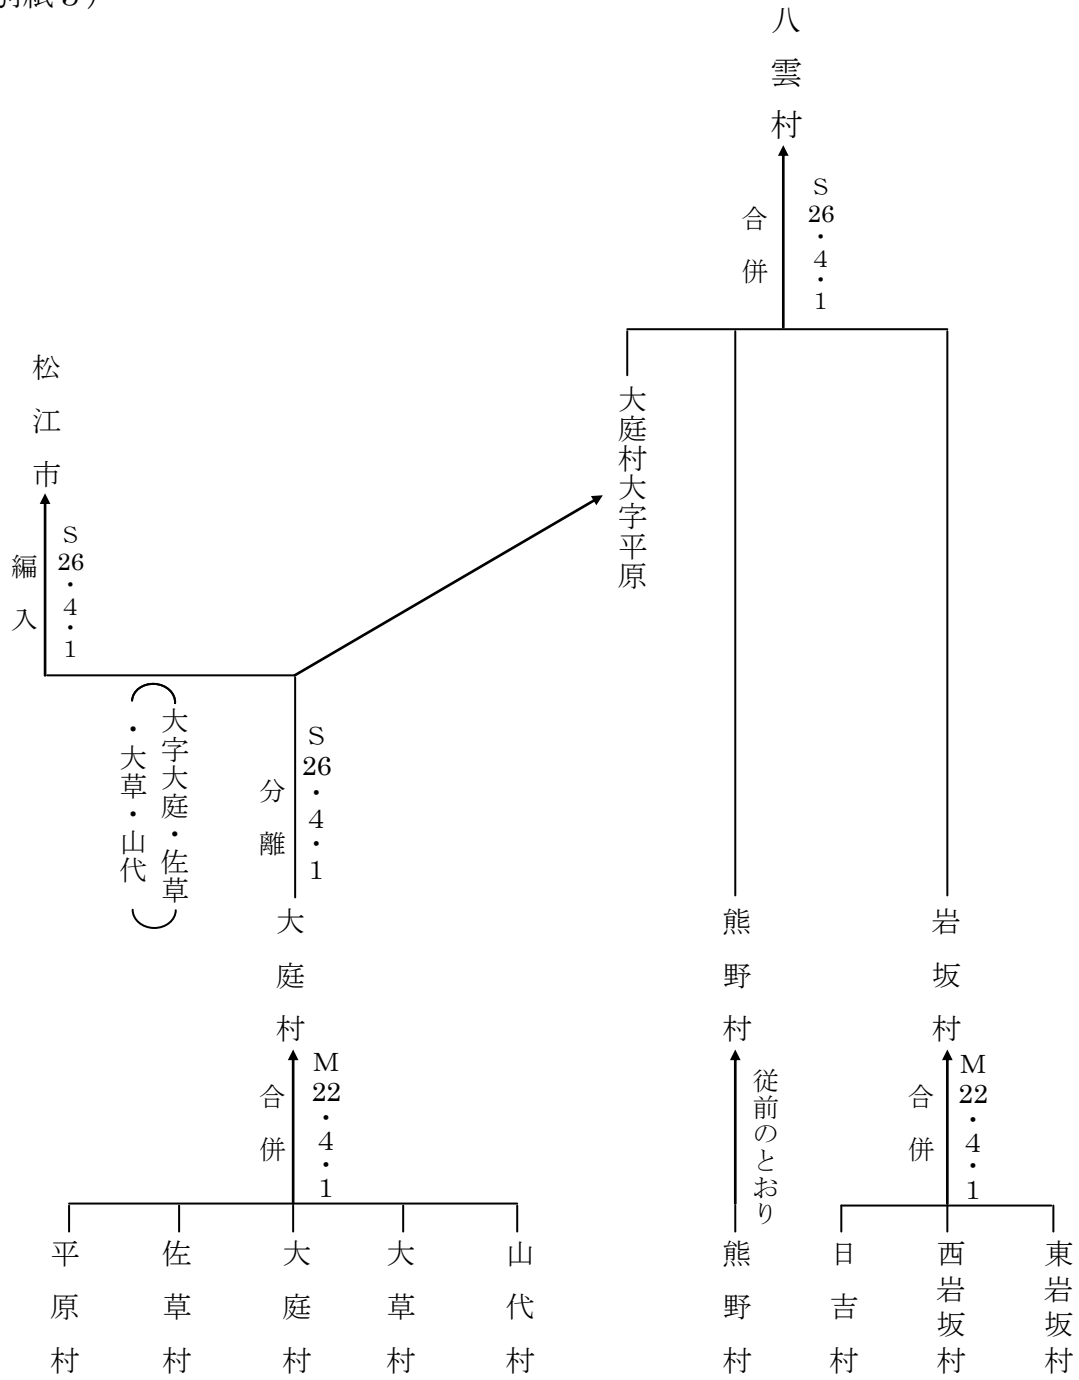 八雲村
合併
S26・4・1
松江市
編入
S26・4・1
大庭村大字平原
大字大庭・佐草
・大草・山代
分離
S26・4・1
大庭村
熊野村
岩坂村
合併
M22・4・1
従前のとおり
合併
M22・4・1
平原村
佐草村
大庭村
大草村
山代村
熊野村
日吉村
西岩坂村
東岩坂村